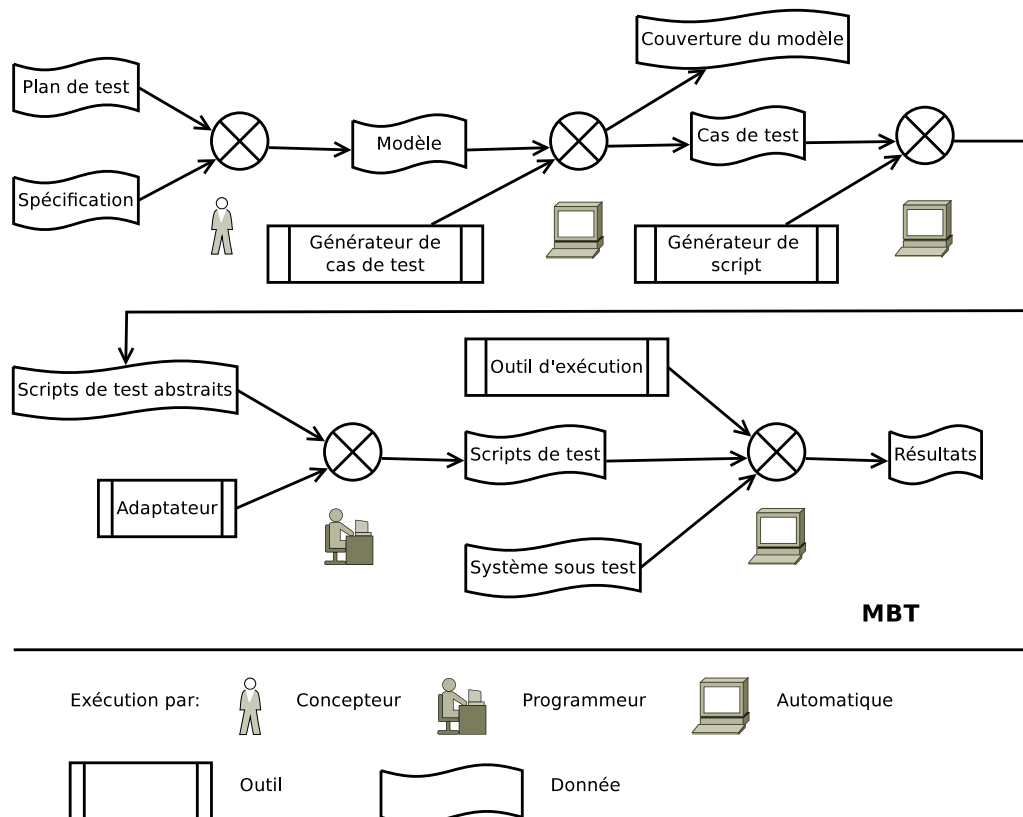 Couverture du modèle
Plan de test
Modèle
Cas de test
Spécification
Générateur de
cas de test
Générateur de
script
Scripts de test abstraits
Outil d'exécution
Scripts de test
Résultats
Adaptateur
Système sous test
MBT
Exécution par:
Concepteur
Programmeur
Automatique
Outil
Donnée